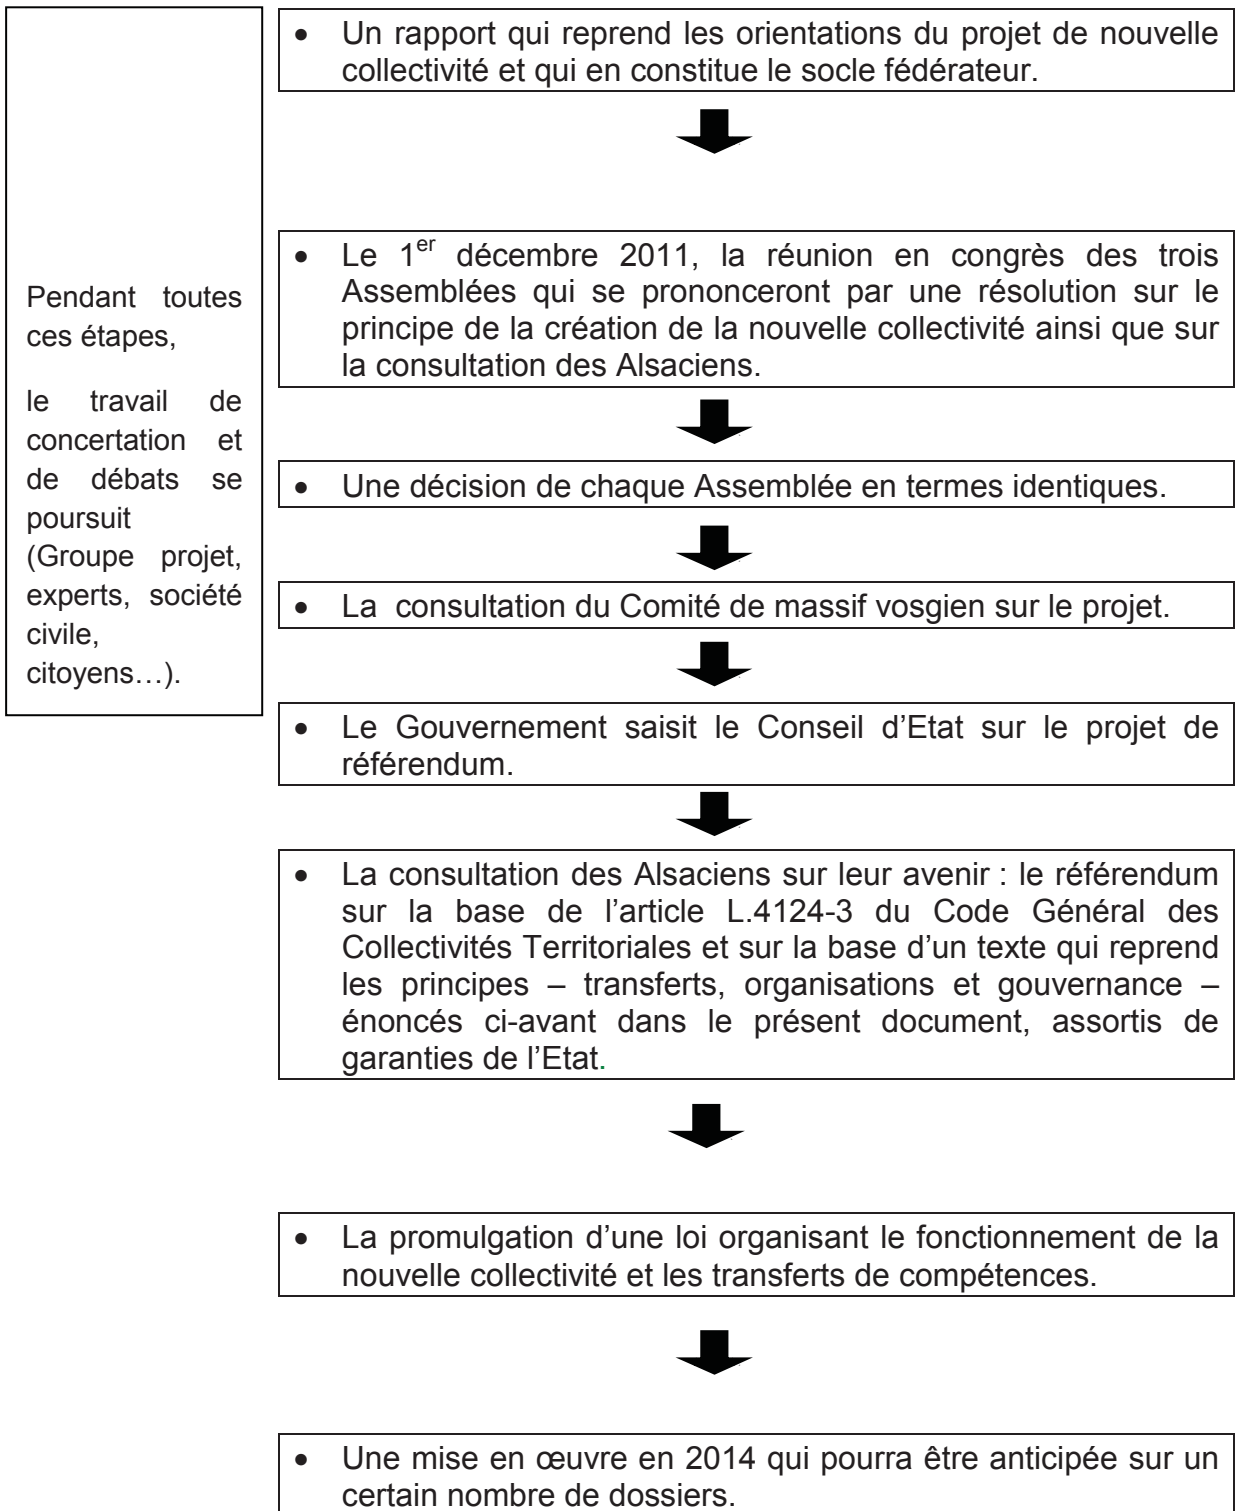 Pendant toutes
ces étapes,
le travail de
concertation et
de débats se
poursuit
(Groupe projet,
experts, société
civile,
citoyens…).
• Un rapport qui reprend les orientations du projet de nouvelle
collectivité et qui en constitue le socle fédérateur.
• Le 1er décembre 2011, la réunion en congrès des trois
Assemblées qui se prononceront par une résolution sur le
principe de la création de la nouvelle collectivité ainsi que sur
la consultation des Alsaciens.
• Une décision de chaque Assemblée en termes identiques.
• La consultation du Comité de massif vosgien sur le projet.
• Le Gouvernement saisit le Conseil d’Etat sur le projet de
référendum.
• La consultation des Alsaciens sur leur avenir : le référendum
sur la base de l’article L.4124-3 du Code Général des
Collectivités Territoriales et sur la base d’un texte qui reprend
les principes – transferts, organisations et gouvernance –
énoncés ci-avant dans le présent document, assortis de
garanties de l’Etat.
• La promulgation d’une loi organisant le fonctionnement de la
nouvelle collectivité et les transferts de compétences.
• Une mise en œuvre en 2014 qui pourra être anticipée sur un
certain nombre de dossiers.